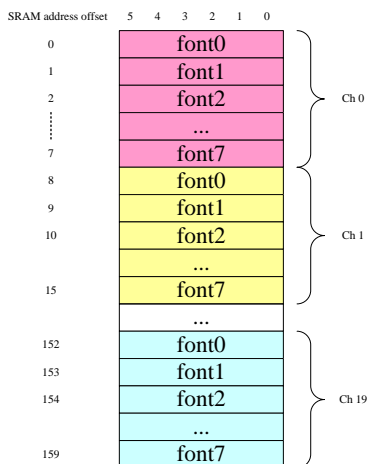 SRAM address offset 5 4 3 2 1 0
0 font0
1 font1
2 font2 Ch 0
...
7 font7
8 font0
9 font1
10 font2 Ch 1
...
15 font7
...
152 font0
153 font1
154 font2 Ch 19
...
159 font7